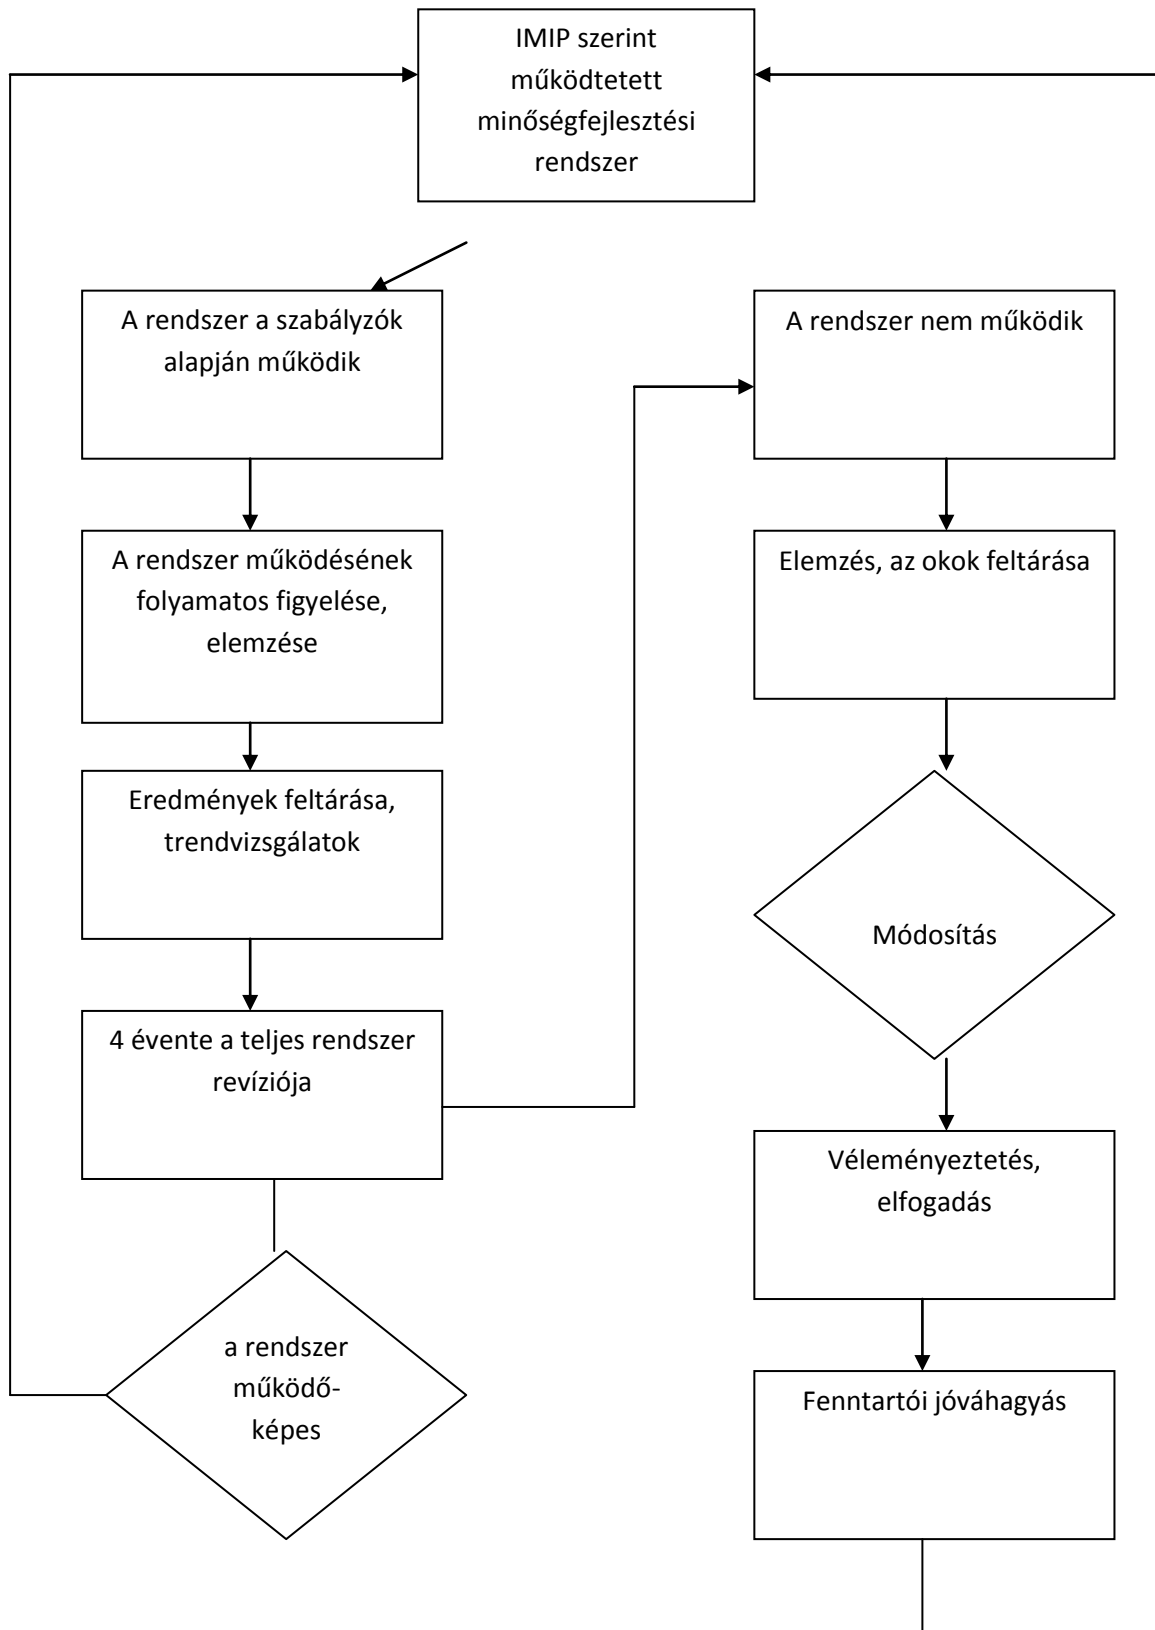 IMIP szerint
működtetett
minőségfejlesztési
rendszer
A rendszer a szabályzók
alapján működik
A rendszer működésének
folyamatos figyelése,
elemzése
Eredmények feltárása,
trendvizsgálatok
4 évente a teljes rendszer
revíziója
a rendszer
működő-
képes
A rendszer nem működik
Elemzés, az okok feltárása
Módosítás
Véleményeztetés,
elfogadás
Fenntartói jóváhagyás